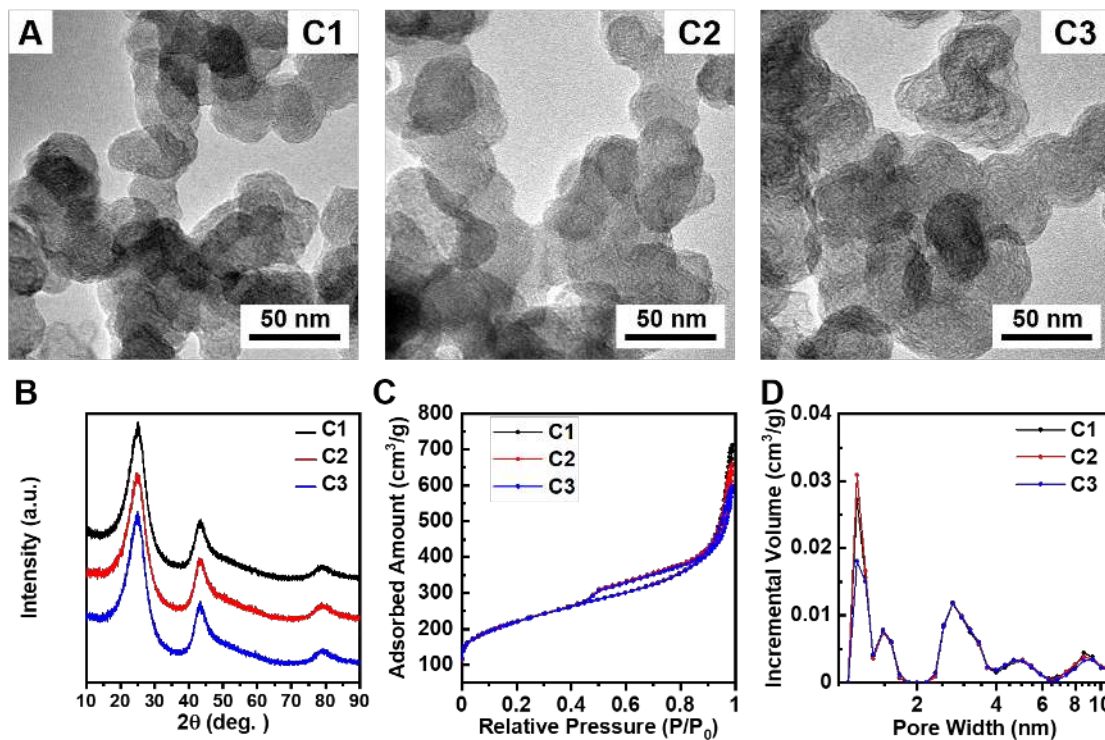 A
C1
C2
C3
50 nm
50 nm
50 nm
B
C1
C2
C3
Intensity (a.u.)
10 20 30 40 50 60 70 80 90
2θ (deg. )
C
C1
C2
C3
Adsorbed Amount (cm³/g)
800
700
600
500
400
300
200
100
0 0.2 0.4 0.6 0.8 1
Relative Pressure (P/P₀)
D
C1
C2
C3
Incremental Volume (cm³/g)
0.04
0.03
0.02
0.01
0
2 4 6 8 10
Pore Width (nm)